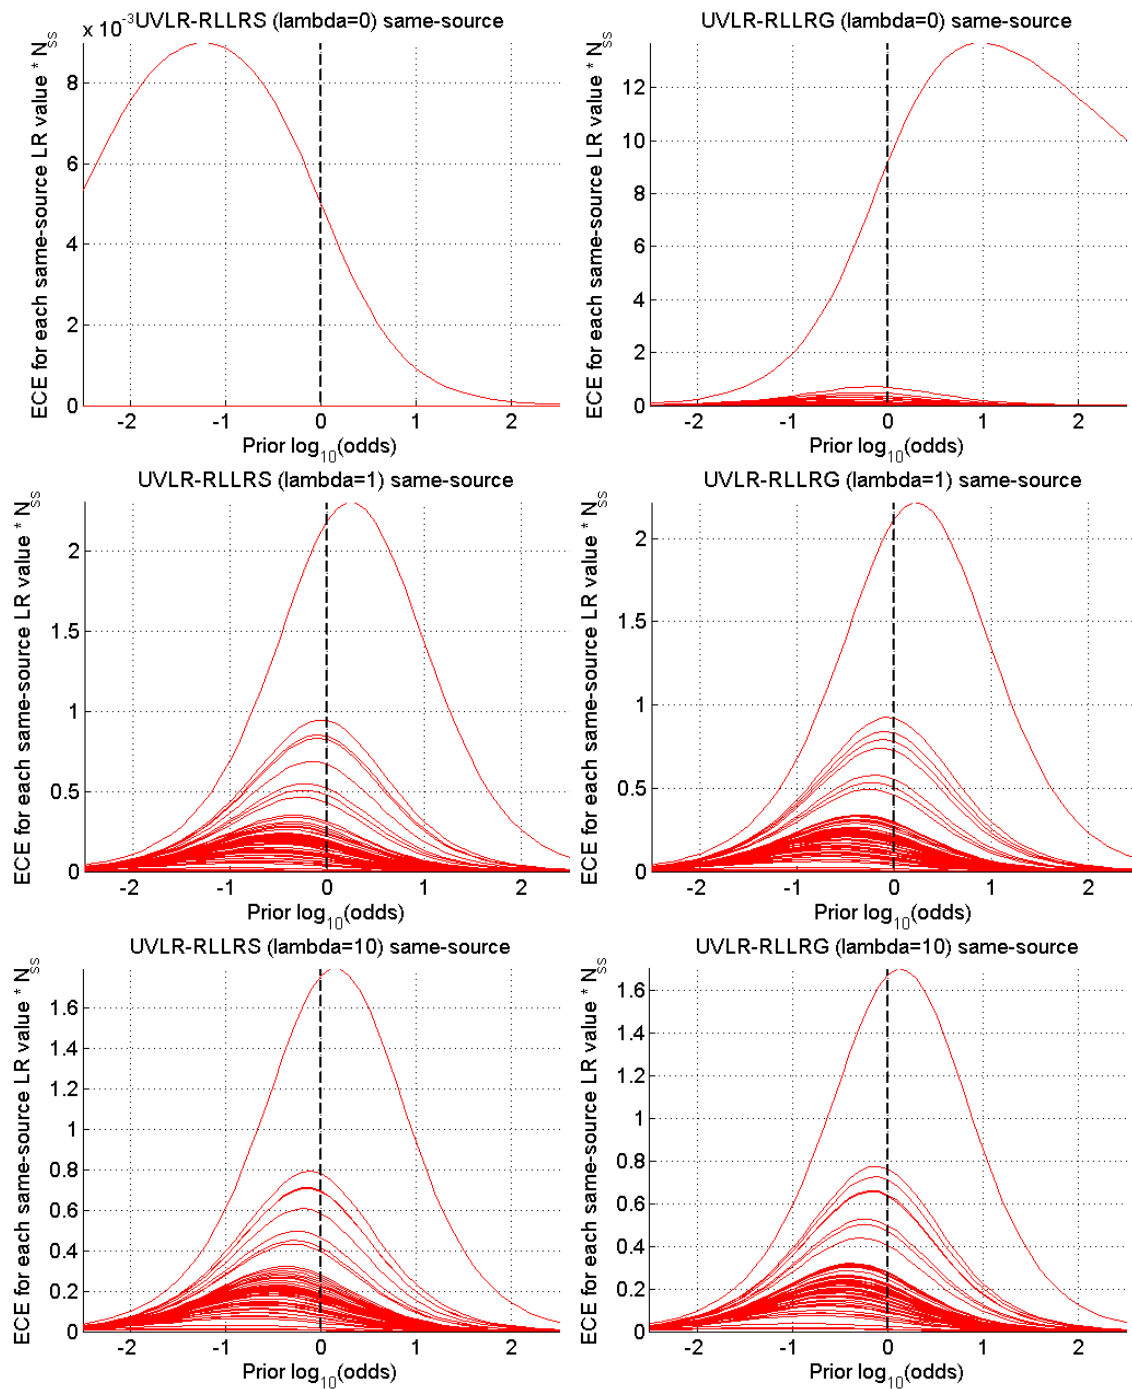 x 10-3 UVLR-RLLRS (lambda=0) same-source
ECE for each same-source LR value * Nss
8
6
4
2
0
-2 -1 0 1 2
Prior log10(odds)
UVLR-RLLRG (lambda=0) same-source
ECE for each same-source LR value * Nss
12
10
8
6
4
2
0
-2 -1 0 1 2
Prior log10(odds)
UVLR-RLLRS (lambda=1) same-source
ECE for each same-source LR value * Nss
2
1.5
1
0.5
0
-2 -1 0 1 2
Prior log10(odds)
UVLR-RLLRG (lambda=1) same-source
ECE for each same-source LR value * Nss
2
1.5
1
0.5
0
-2 -1 0 1 2
Prior log10(odds)
UVLR-RLLRS (lambda=10) same-source
ECE for each same-source LR value * Nss
1.6
1.4
1.2
1
0.8
0.6
0.4
0.2
0
-2 -1 0 1 2
Prior log10(odds)
UVLR-RLLRG (lambda=10) same-source
ECE for each same-source LR value * Nss
1.6
1.4
1.2
1
0.8
0.6
0.4
0.2
0
-2 -1 0 1 2
Prior log10(odds)